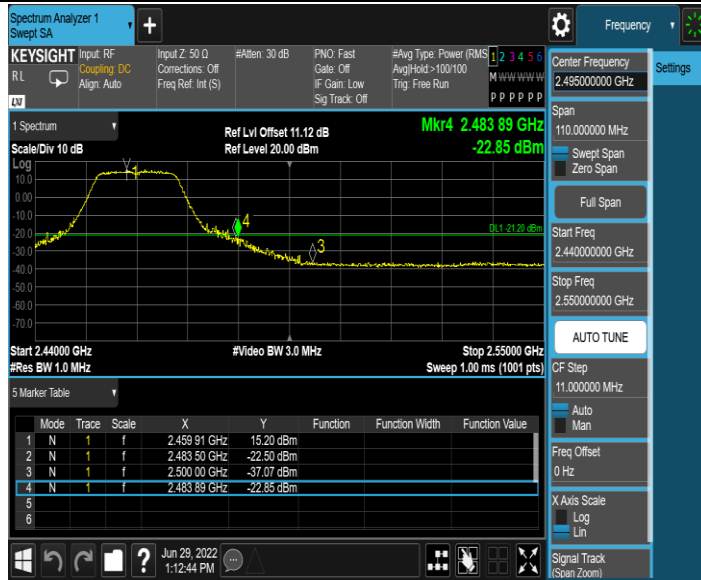 Spectrum Analyzer 1
Swept SA
+
Frequency
KEYSIGHT
RL
LXI
Input: RF
Coupling: DC
Align: Auto
Input Z: 50 Ω
Corrections: Off
Freq Ref: Int (S)
#Atten: 30 dB
PNO: Fast
Gate: Off
IF Gain: Low
Sig Track: Off
#Avg Type: Power (RMS
Avg|Hold:>100/100
Trig: Free Run
1 2 3 4 5 6
M W W W W W
P P P P P P
1 Spectrum
Scale/Div 10 dB
Ref Lvl Offset 11.12 dB
Ref Level 20.00 dBm
Mkr4 2.483 89 GHz
-22.85 dBm
Log
10.0
0.00
-10.0
-20.0
-30.0
-40.0
-50.0
-60.0
-70.0
1
4
3
DL1 -21.20 dBm
Start 2.44000 GHz
#Res BW 1.0 MHz
#Video BW 3.0 MHz
Stop 2.55000 GHz
Sweep 1.00 ms (1001 pts)
5 Marker Table
Mode Trace Scale X Y Function Function Width Function Value
1 N 1 f 2.459 91 GHz 15.20 dBm
2 N 1 f 2.483 50 GHz -22.50 dBm
3 N 1 f 2.500 00 GHz -37.07 dBm
4 N 1 f 2.483 89 GHz -22.85 dBm
5
6
?
Jun 29, 2022
1:12:44 PM
Center Frequency
2.495000000 GHz
Settings
Span
110.000000 MHz
Swept Span
Zero Span
Full Span
Start Freq
2.440000000 GHz
Stop Freq
2.550000000 GHz
AUTO TUNE
CF Step
11.000000 MHz
Auto
Man
Freq Offset
0 Hz
X Axis Scale
Log
Lin
Signal Track
(Span Zoom)